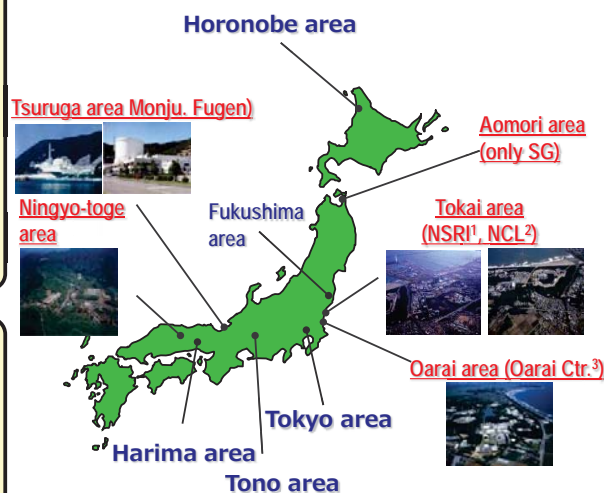 Horonobe area
Tsuruga area Monju. Fugen)
Aomori area
(only SG)
Ningyo-toge
area
Fukushima
area
Tokai area
(NSRI¹, NCL²)
Oarai area (Oarai Ctr.³)
Tokyo area
Harima area
Tono area